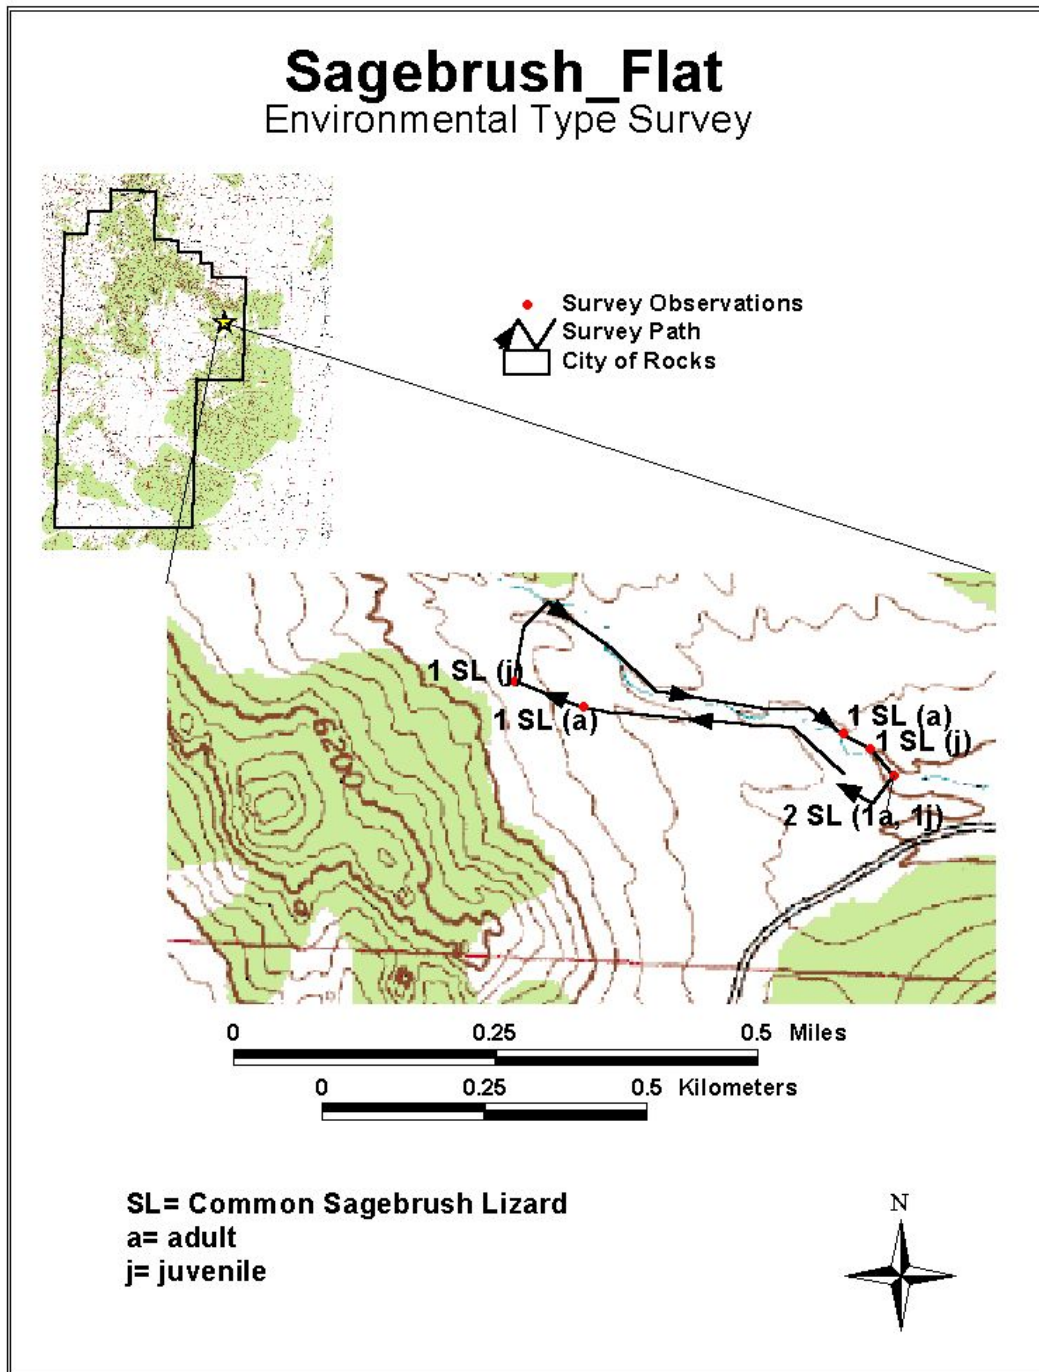 Sagebrush_Flat
Environmental Type Survey
Survey Observations
Survey Path
City of Rocks
1 SL (j)
1 SL (a)
1 SL (a)
1 SL (j)
2 SL (1a, 1j)
6200
0 0.25 0.5 Miles
0 0.25 0.5 Kilometers
SL= Common Sagebrush Lizard
a= adult
j= juvenile
N